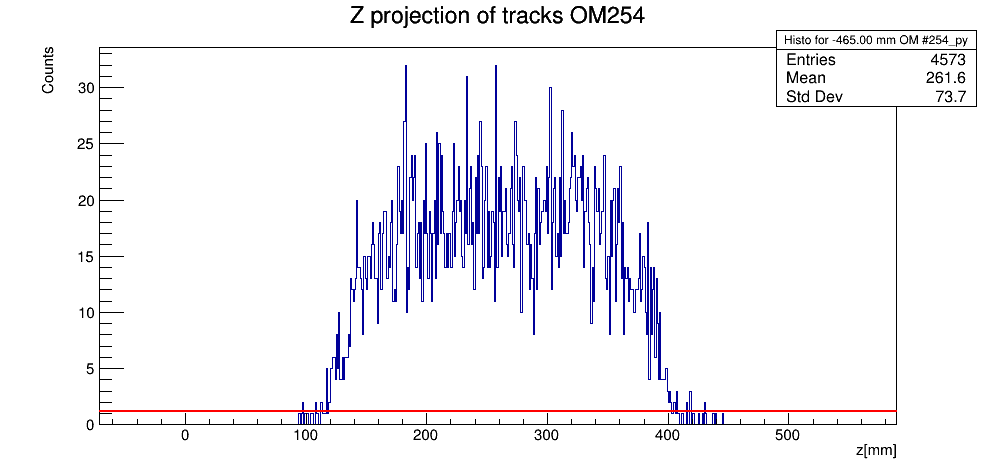 Z projection of tracks OM254
Histo for -465.00 mm OM #254_py
Entries 4573
Mean 261.6
Std Dev 73.7
Counts
30
25
20
15
10
5
0
0 100 200 300 400 500
z[mm]